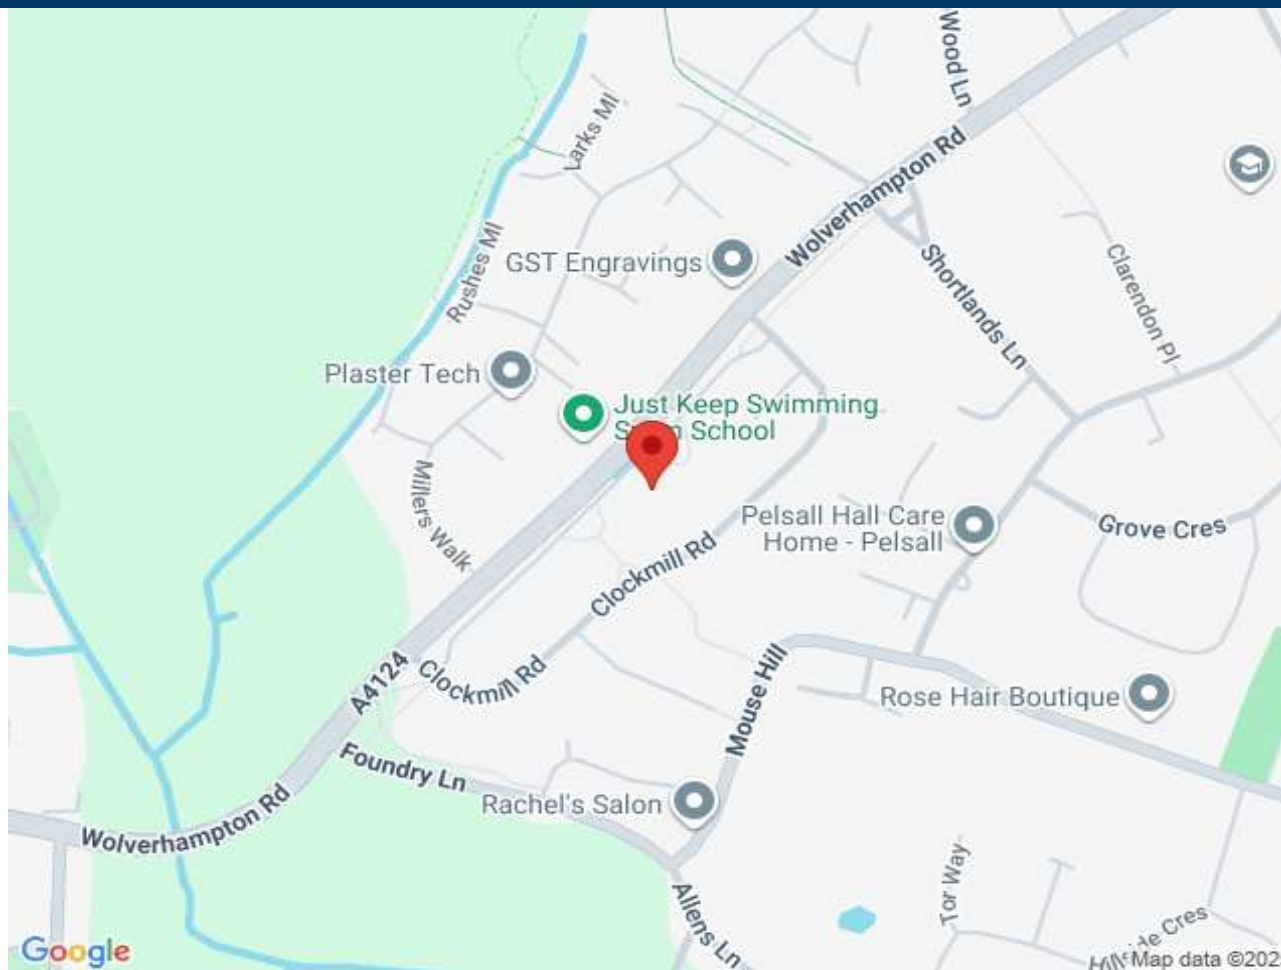 Wood Ln
Larks Ml
Wolverhampton Rd
Rushes Ml
GST Engravings
Shortlands Ln
Clarendon Pl
Plaster Tech
Just Keep Swimming
School
Millers Walk
Pelsall Hall Care
Home - Pelsall
Grove Cres
Clockmill Rd
A4124
Clockmill Rd
Mouse Hill
Rose Hair Boutique
Foundry Ln
Rachel's Salon
Wolverhampton Rd
Tor Way
Allens Ln
Cres
Google
Map data ©202